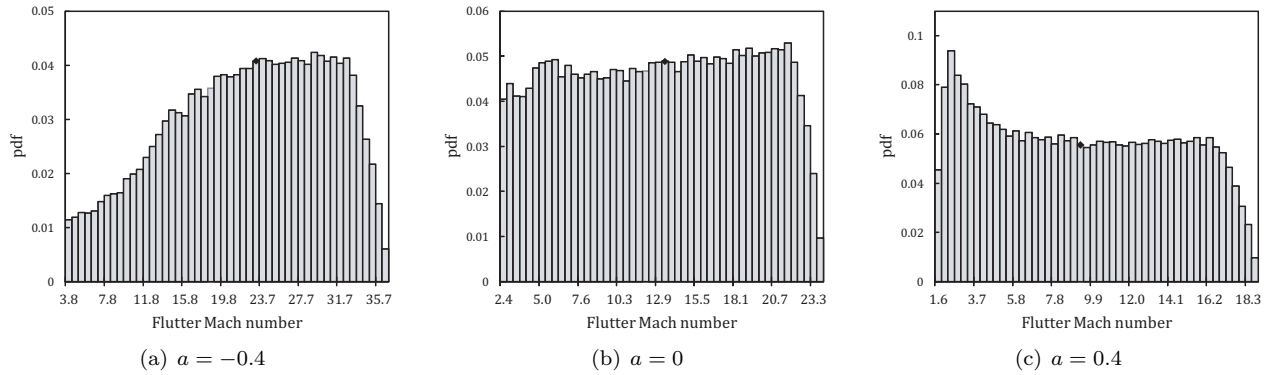 0.05
0.04
0.03
0.02
0.01
0
pdf
3.8 7.8 11.8 15.8 19.8 23.7 27.7 31.7 35.7
Flutter Mach number
(a) a = −0.4
0.06
0.05
0.04
0.03
0.02
0.01
0
pdf
2.4 5.0 7.6 10.3 12.9 15.5 18.1 20.7 23.3
Flutter Mach number
(b) a = 0
0.1
0.08
0.06
0.04
0.02
0
pdf
1.6 3.7 5.8 7.8 9.9 12.0 14.1 16.2 18.3
Flutter Mach number
(c) a = 0.4